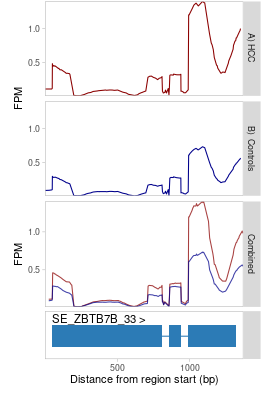 1.0
0.5
FPM
A) HCC
1.0
0.5
B) Controls
1.0
0.5
FPM
Combined
SE_ZBTB7B_33 >
500 1000
Distance from region start (bp)